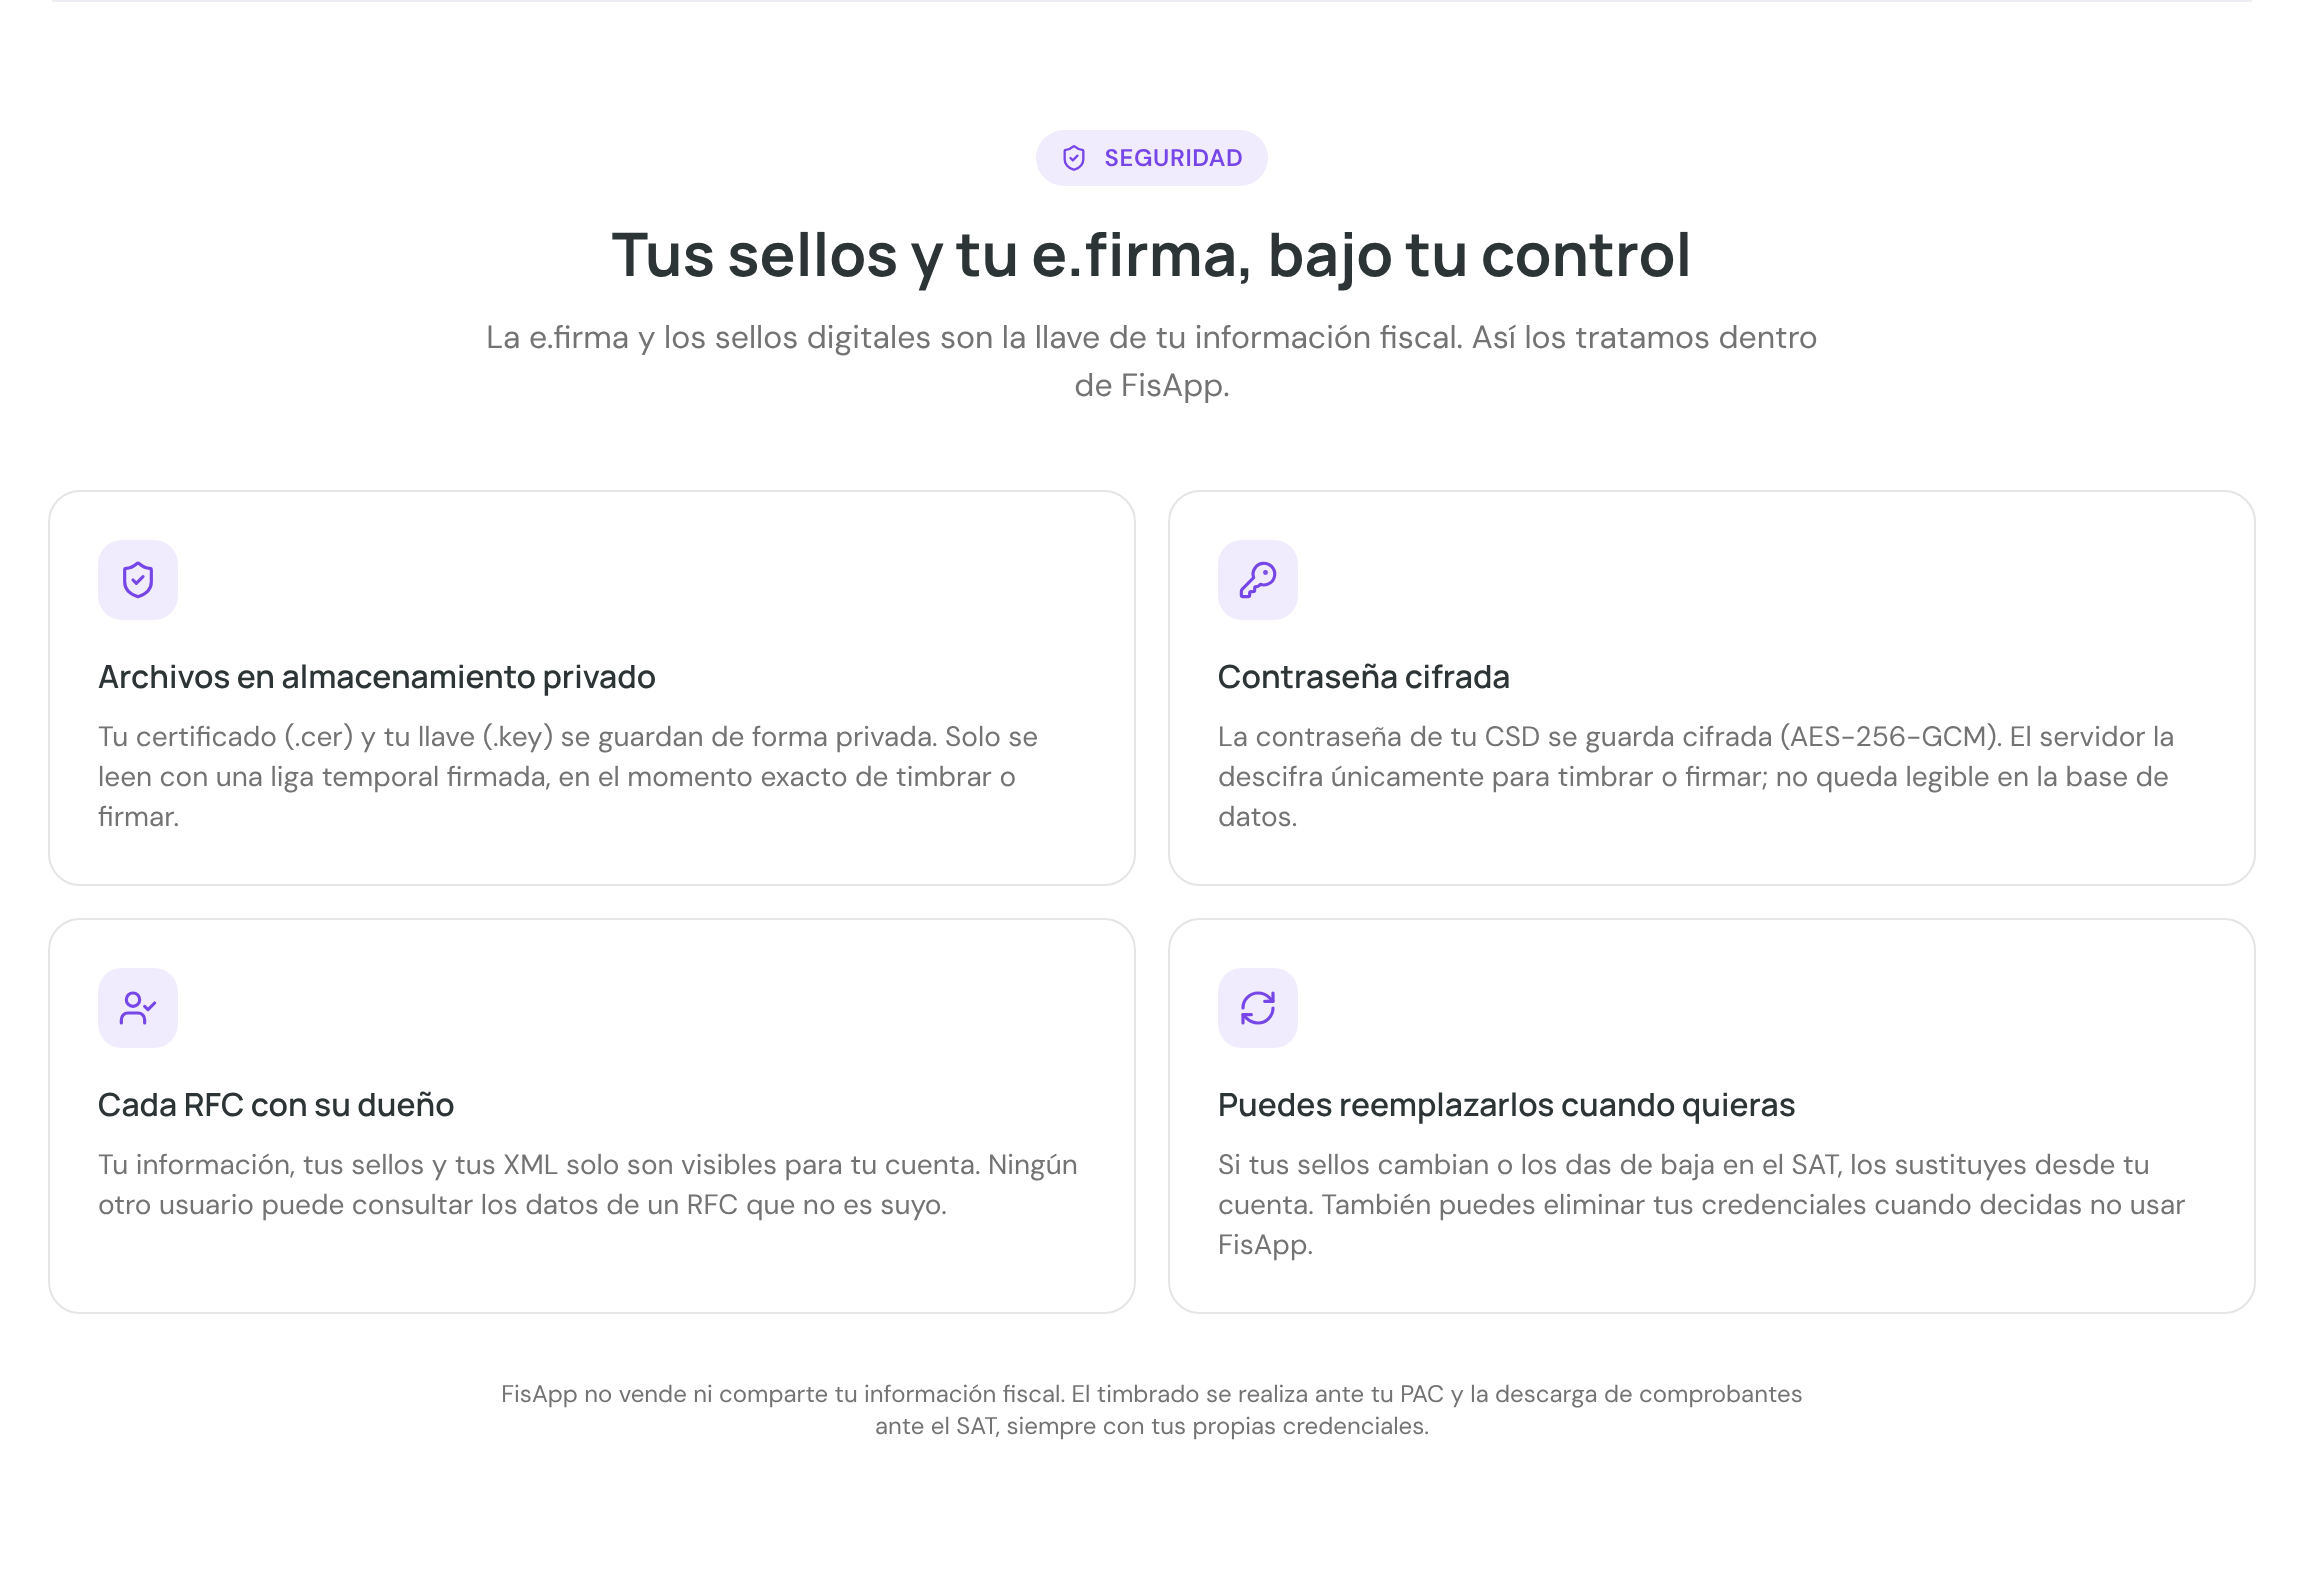 SEGURIDAD
Tus sellos y tu e.firma, bajo tu control
La e.firma y los sellos digitales son la llave de tu información fiscal. Así los tratamos dentro
de FisApp.
Archivos en almacenamiento privado
Tu certificado (.cer) y tu llave (.key) se guardan de forma privada. Solo se
leen con una liga temporal firmada, en el momento exacto de timbrar o
firmar.
Contraseña cifrada
La contraseña de tu CSD se guarda cifrada (AES-256-GCM). El servidor la
descifra únicamente para timbrar o firmar; no queda legible en la base de
datos.
Cada RFC con su dueño
Tu información, tus sellos y tus XML solo son visibles para tu cuenta. Ningún
otro usuario puede consultar los datos de un RFC que no es suyo.
Puedes reemplazarlos cuando quieras
Si tus sellos cambian o los das de baja en el SAT, los sustituyes desde tu
cuenta. También puedes eliminar tus credenciales cuando decidas no usar
FisApp.
FisApp no vende ni comparte tu información fiscal. El timbrado se realiza ante tu PAC y la descarga de comprobantes
ante el SAT, siempre con tus propias credenciales.